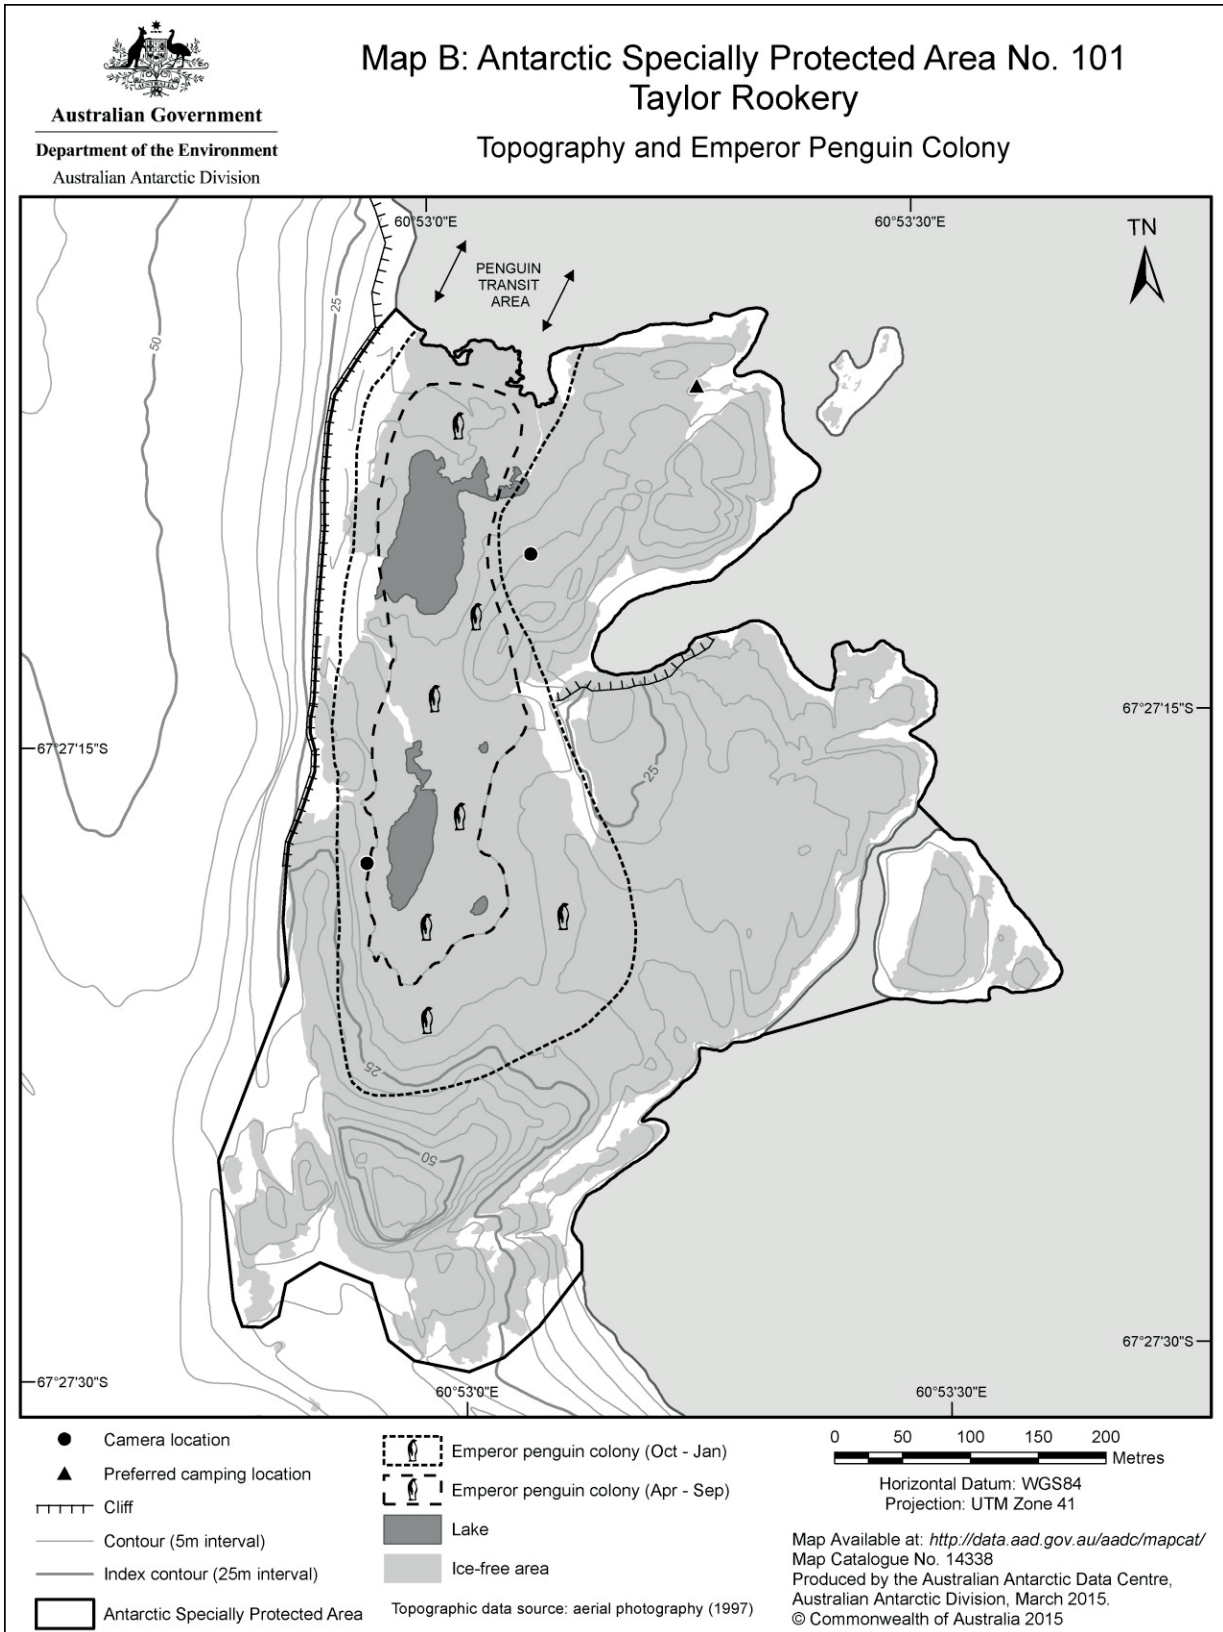 AUSTRALIA
Australian Government
Department of the Environment
Australian Antarctic Division
Map B: Antarctic Specially Protected Area No. 101
Taylor Rookery
Topography and Emperor Penguin Colony
60°53'0"E
60°53'30"E
TN
PENGUIN
TRANSIT
AREA
25
50
67°27'15"S
67°27'15"S
25
25
50
67°27'30"S
67°27'30"S
60°53'0"E
60°53'30"E
Camera location
Preferred camping location
Cliff
Contour (5m interval)
Index contour (25m interval)
Antarctic Specially Protected Area
Emperor penguin colony (Oct - Jan)
Emperor penguin colony (Apr - Sep)
Lake
Ice-free area
Topographic data source: aerial photography (1997)
0 50 100 150 200
Metres
Horizontal Datum: WGS84
Projection: UTM Zone 41
Map Available at: http://data.aad.gov.au/aadc/mapcat/
Map Catalogue No. 14338
Produced by the Australian Antarctic Data Centre,
Australian Antarctic Division, March 2015.
© Commonwealth of Australia 2015